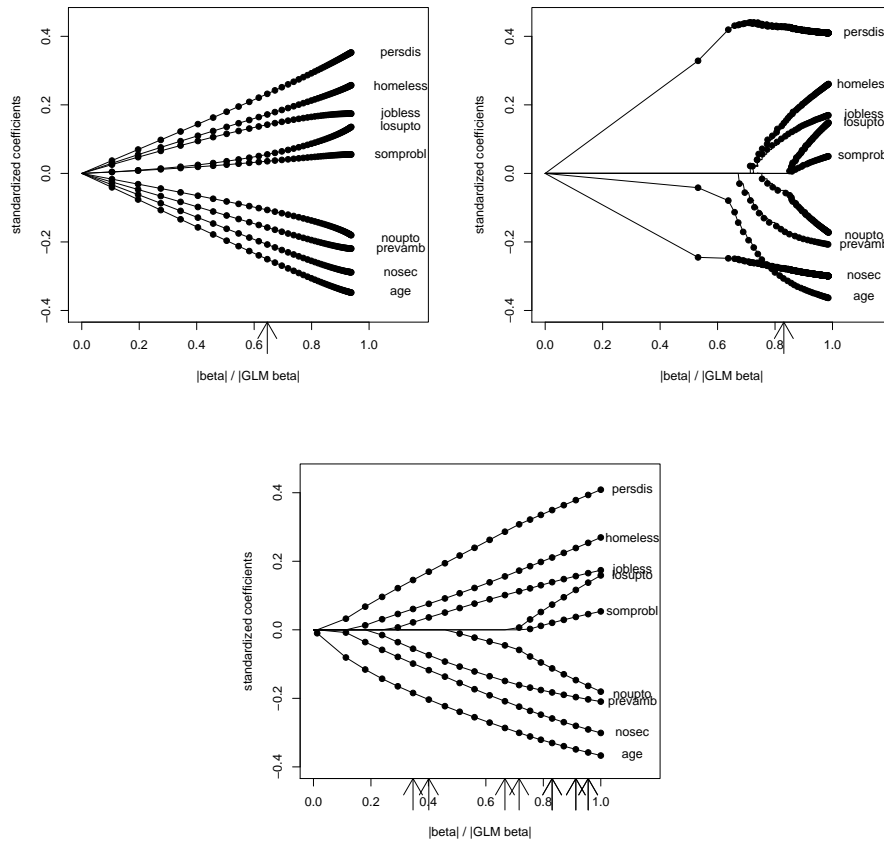 0.4
0.2
0.0
−0.2
−0.4
standardized coefficients
persdis
homeless
jobless
losupto
somprobl
noupto
prevamb
nosec
age
0.0 0.2 0.4 0.6 0.8 1.0
|beta| / |GLM beta|
0.4
0.2
0.0
−0.2
−0.4
standardized coefficients
persdis
homeless
jobless
losupto
somprobl
noupto
prevamb
nosec
age
0.0 0.2 0.4 0.6 0.8 1.0
|beta| / |GLM beta|
0.4
0.2
0.0
−0.2
−0.4
standardized coefficients
persdis
homeless
jobless
losupto
somprobl
noupto
prevamb
nosec
age
0.0 0.2 0.4 0.6 0.8 1.0
|beta| / |GLM beta|